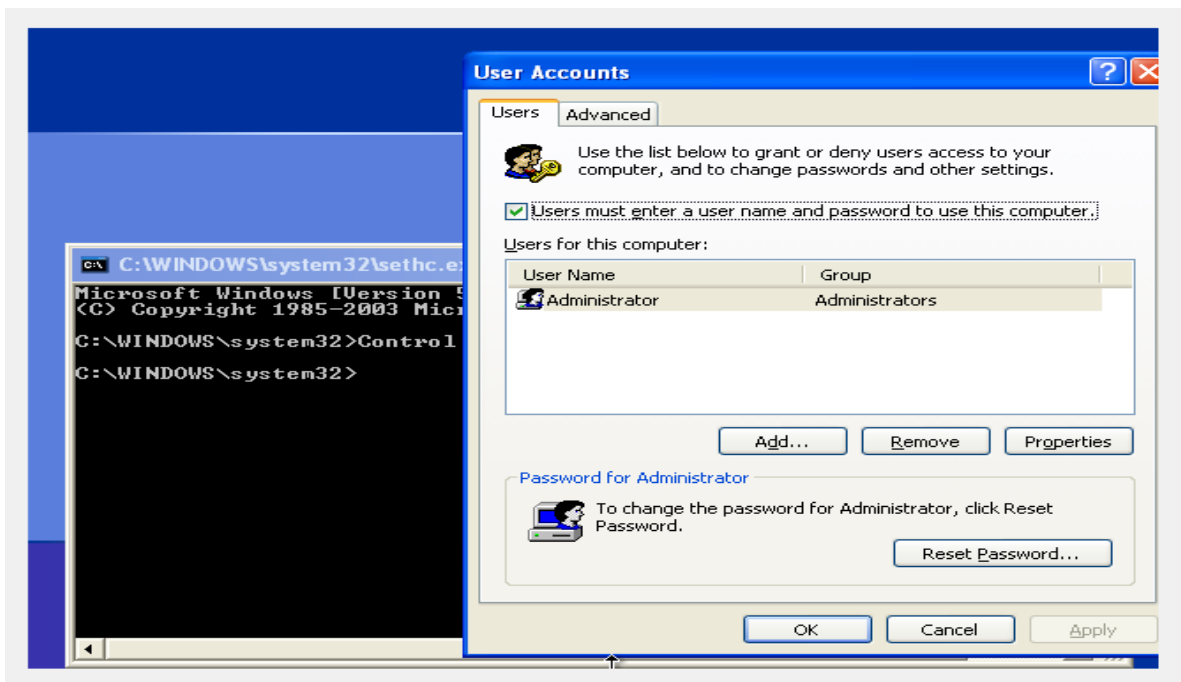 C:\WINDOWS\system32\sethc.e
Microsoft Windows [Version
(C) Copyright 1985-2003
C:\WINDOWS\system32>Control
C:\WINDOWS\system32>
User Accounts
Users
Advanced
Use the list below to grant or deny users access to your
computer, and to change passwords and other settings.
Users must enter a user name and password to use this computer.
Users for this computer:
User Name Group
Administrator Administrators
Add... Remove Properties
Password for Administrator
To change the password for Administrator, click Reset
Password.
Reset Password...
OK Cancel Apply